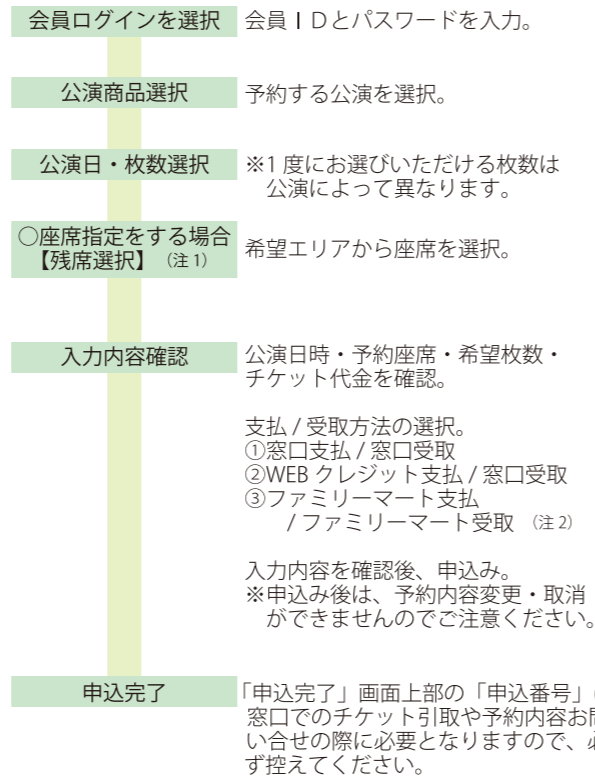 会員ログインを選択 会員ＩＤとパスワードを入力。
公演商品選択 予約する公演を選択。
公演日・枚数選択 ※1 度にお選びいただける枚数は
公演によって異なります。
○座席指定をする場合
【残席選択】（注 1）
希望エリアから座席を選択。
入力内容確認 公演日時・予約座席・希望枚数・
チケット代金を確認。
支払 / 受取方法の選択。
①窓口支払 / 窓口受取
②WEB クレジット支払 / 窓口受取
③ファミリーマート支払
/ ファミリーマート受取 （注 2）
入力内容を確認後、申込み。
※申込み後は、予約内容変更・取消
ができませんのでご注意ください。
申込完了 「申込完了」画面上部の「申込番号」
窓口でのチケット引取や予約内容お
い合せの際に必要となりますので、
ず控えてください。